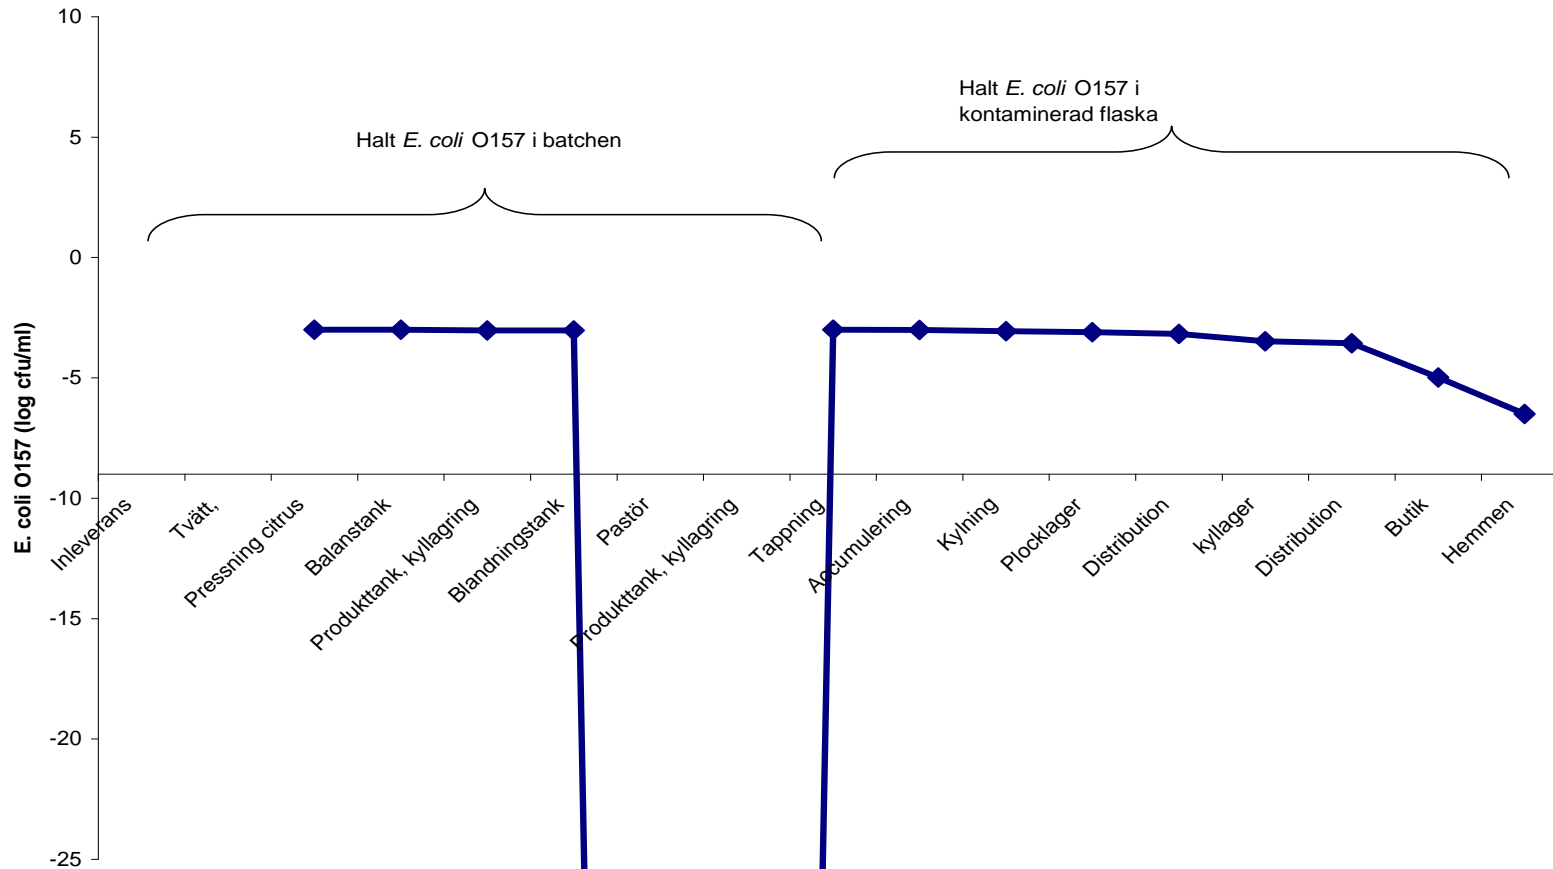 10
5
0
-5
-10
-15
-20
-25
E. coli O157 (log cfu/ml)
Halt E. coli O157 i batchen
Halt E. coli O157 i
kontaminerad flaska
Inleverans
Tvätt,
Pressning citrus
Balanstank
Produkttank, kyllagring
Blandningstank
Pastör
Produkttank, kyllagring
Tappning
Accumulering
Kylning
Plocklager
Distribution
kyllager
Distribution
Butik
Hemmen